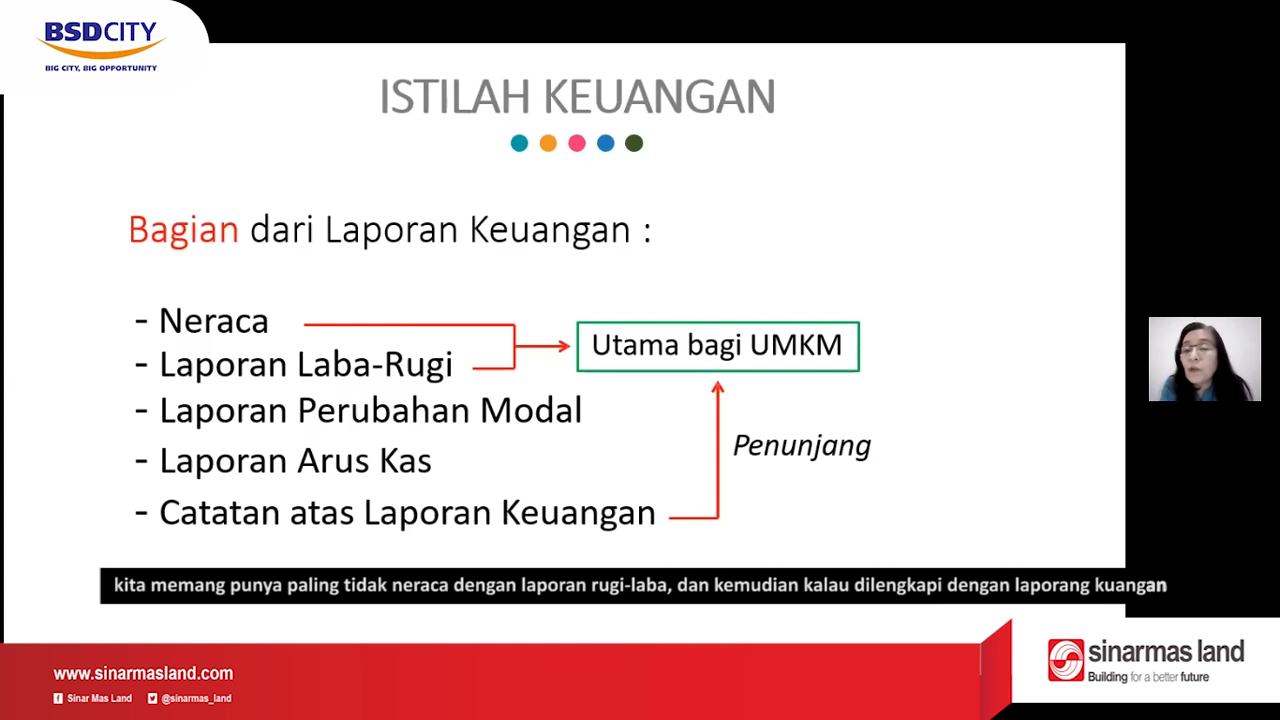 BSDCITY
BIG CITY, BIG OPPORTUNITY
ISTILAH KEUANGAN
Bagian dari Laporan Keuangan :
- Neraca
- Laporan Laba-Rugi
Utama bagi UMKM
- Laporan Perubahan Modal
Penunjang
- Laporan Arus Kas
- Catatan atas Laporan Keuangan
kita memang punya paling tidak neraca dengan laporan rugi-laba, dan kemudian kalau dilengkapi dengan laporang kuangan
www.sinarmasland.com
Sinar Mas Land @sinarmas_land
sinarmas land
Building for a better future